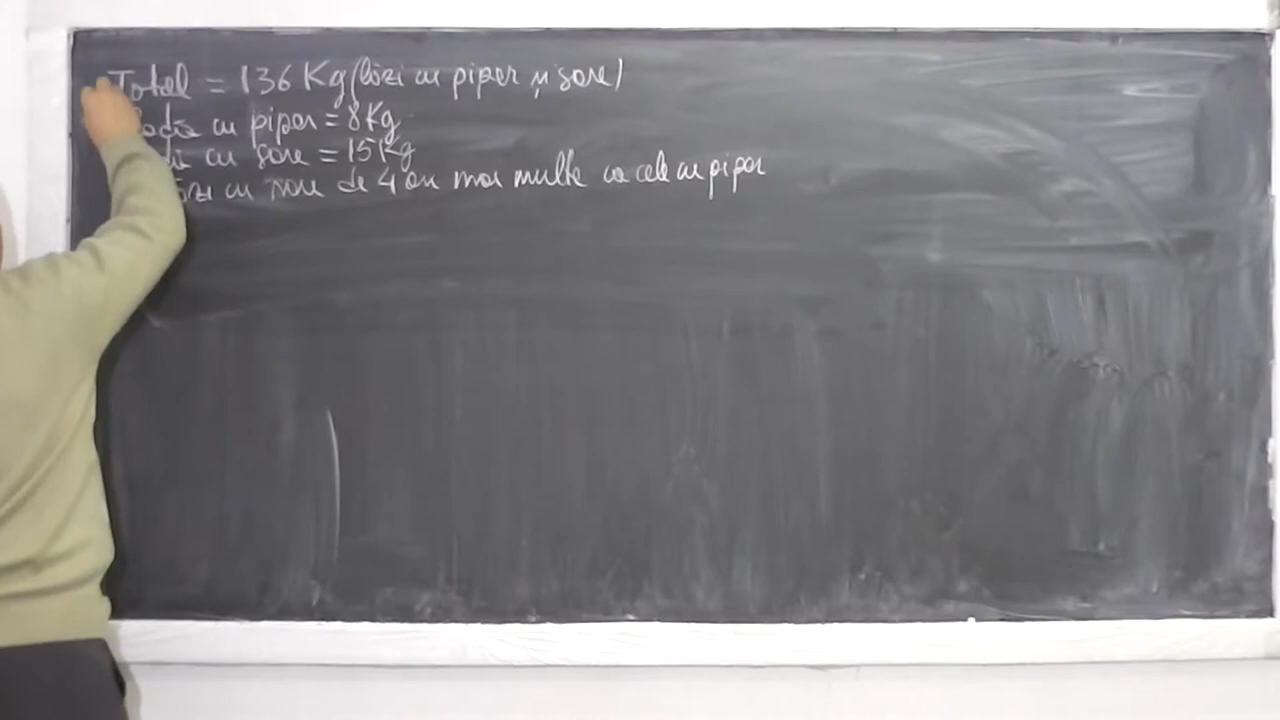 Total = 136 Kg (lăzi cu piper și sare)
ladă cu piper = 8 Kg
cu sare = 15 Kg
cu sare de 4 ori mai multe ca cele cu piper